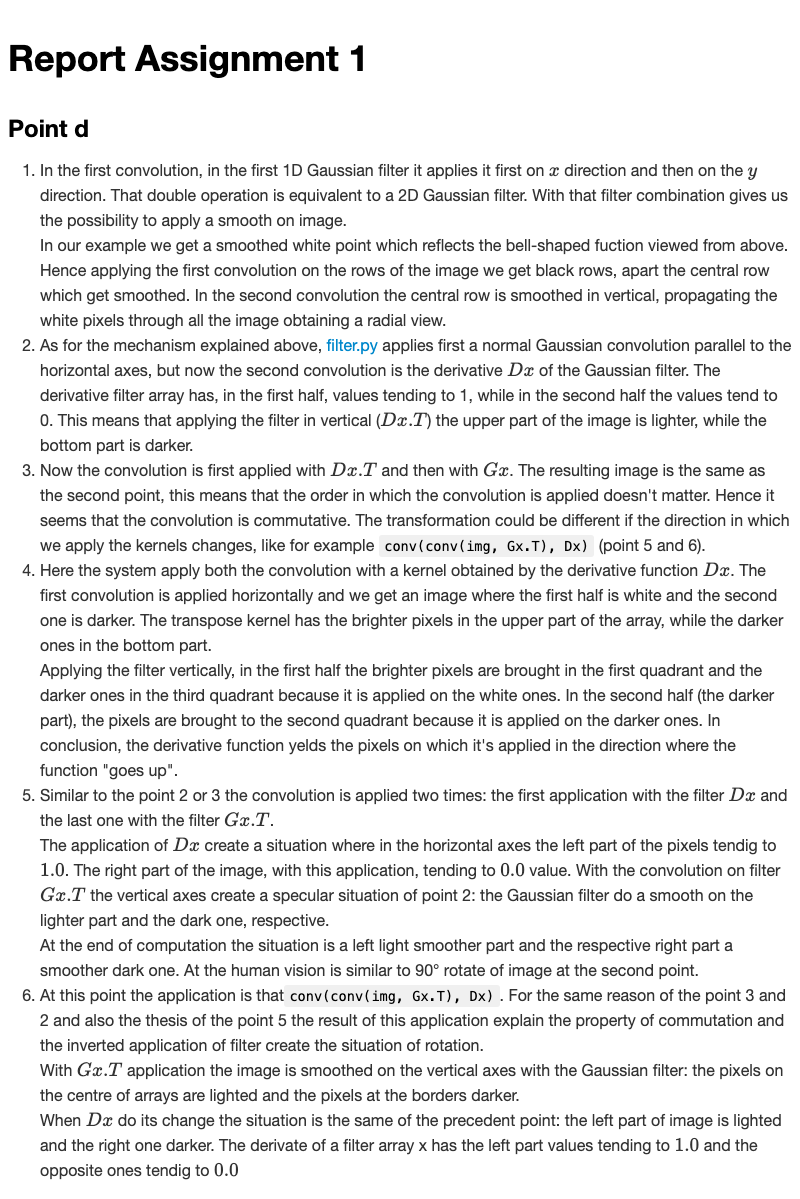 Report Assignment 1
Point d
1. In the first convolution, in the first 1D Gaussian filter it applies it first on x direction and then on the y
direction. That double operation is equivalent to a 2D Gaussian filter. With that filter combination gives us
the possibility to apply a smooth on image.
In our example we get a smoothed white point which reflects the bell-shaped fuction viewed from above.
Hence applying the first convolution on the rows of the image we get black rows, apart the central row
which get smoothed. In the second convolution the central row is smoothed in vertical, propagating the
white pixels through all the image obtaining a radial view.
2. As for the mechanism explained above, filter.py applies first a normal Gaussian convolution parallel to the
horizontal axes, but now the second convolution is the derivative Dx of the Gaussian filter. The
derivative filter array has, in the first half, values tending to 1, while in the second half the values tend to
0. This means that applying the filter in vertical (Dx.T) the upper part of the image is lighter, while the
bottom part is darker.
3. Now the convolution is first applied with Dx.T and then with Gx. The resulting image is the same as
the second point, this means that the order in which the convolution is applied doesn't matter. Hence it
seems that the convolution is commutative. The transformation could be different if the direction in which
we apply the kernels changes, like for example conv(conv(img, Gx.T), Dx) (point 5 and 6).
4. Here the system apply both the convolution with a kernel obtained by the derivative function Dx. The
first convolution is applied horizontally and we get an image where the first half is white and the second
one is darker. The transpose kernel has the brighter pixels in the upper part of the array, while the darker
ones in the bottom part.
Applying the filter vertically, in the first half the brighter pixels are brought in the first quadrant and the
darker ones in the third quadrant because it is applied on the white ones. In the second half (the darker
part), the pixels are brought to the second quadrant because it is applied on the darker ones. In
conclusion, the derivative function yelds the pixels on which it's applied in the direction where the
function "goes up".
5. Similar to the point 2 or 3 the convolution is applied two times: the first application with the filter Dx and
the last one with the filter Gx.T.
The application of Dx create a situation where in the horizontal axes the left part of the pixels tendig to
1.0. The right part of the image, with this application, tending to 0.0 value. With the convolution on filter
Gx.T the vertical axes create a specular situation of point 2: the Gaussian filter do a smooth on the
lighter part and the dark one, respective.
At the end of computation the situation is a left light smoother part and the respective right part a
smoother dark one. At the human vision is similar to 90° rotate of image at the second point.
6. At this point the application is that conv(conv(img, Gx.T), Dx) . For the same reason of the point 3 and
2 and also the thesis of the point 5 the result of this application explain the property of commutation and
the inverted application of filter create the situation of rotation.
With Gx.T application the image is smoothed on the vertical axes with the Gaussian filter: the pixels on
the centre of arrays are lighted and the pixels at the borders darker.
When Dx do its change the situation is the same of the precedent point: the left part of image is lighted
and the right one darker. The derivate of a filter array x has the left part values tending to 1.0 and the
opposite ones tendig to 0.0